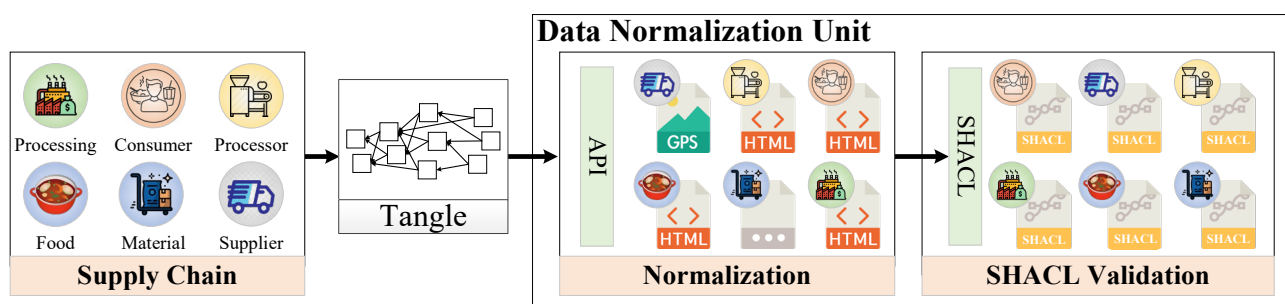 Data Normalization Unit
Processing Consumer Processor
Food Material Supplier
Supply Chain
Tangle
API
GPS HTML HTML
HTML HTML
Normalization
SHACL
SHACL SHACL SHACL
SHACL SHACL SHACL
SHACL Validation